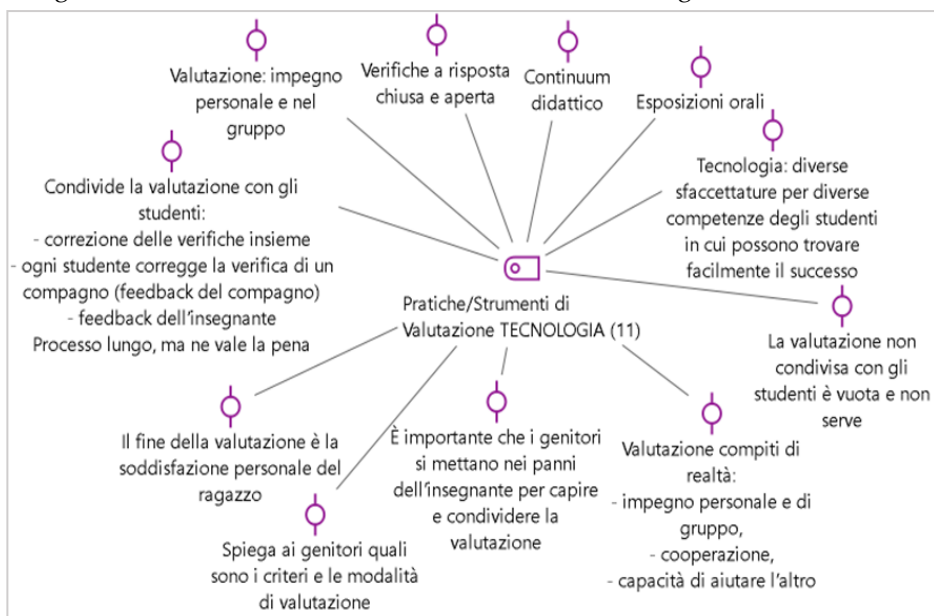 Valutazione: impegno
personale e nel
gruppo
Verifiche a risposta
chiusa e aperta
Continuum
didattico
Esposizioni orali
Tecnologia: diverse
sfaccettature per diverse
competenze degli studenti
in cui possono trovare
facilmente il successo
Condivide la valutazione con gli
studenti:
- correzione delle verifiche insieme
- ogni studente corregge la verifica di un
compagno (feedback del compagno)
- feedback dell'insegnante
Processo lungo, ma ne vale la pena
Pratiche/Strumenti di
Valutazione TECNOLOGIA (11)
La valutazione non
condivisa con gli
studenti è vuota e non
serve
Il fine della valutazione è la
soddisfazione personale del
ragazzo
È importante che i genitori
si mettano nei panni
dell'insegnante per capire
e condividere la
valutazione
Valutazione compiti di
realtà:
- impegno personale e di
gruppo,
- cooperazione,
- capacità di aiutare l'altro
Spiega ai genitori quali
sono i criteri e le modalità
di valutazione